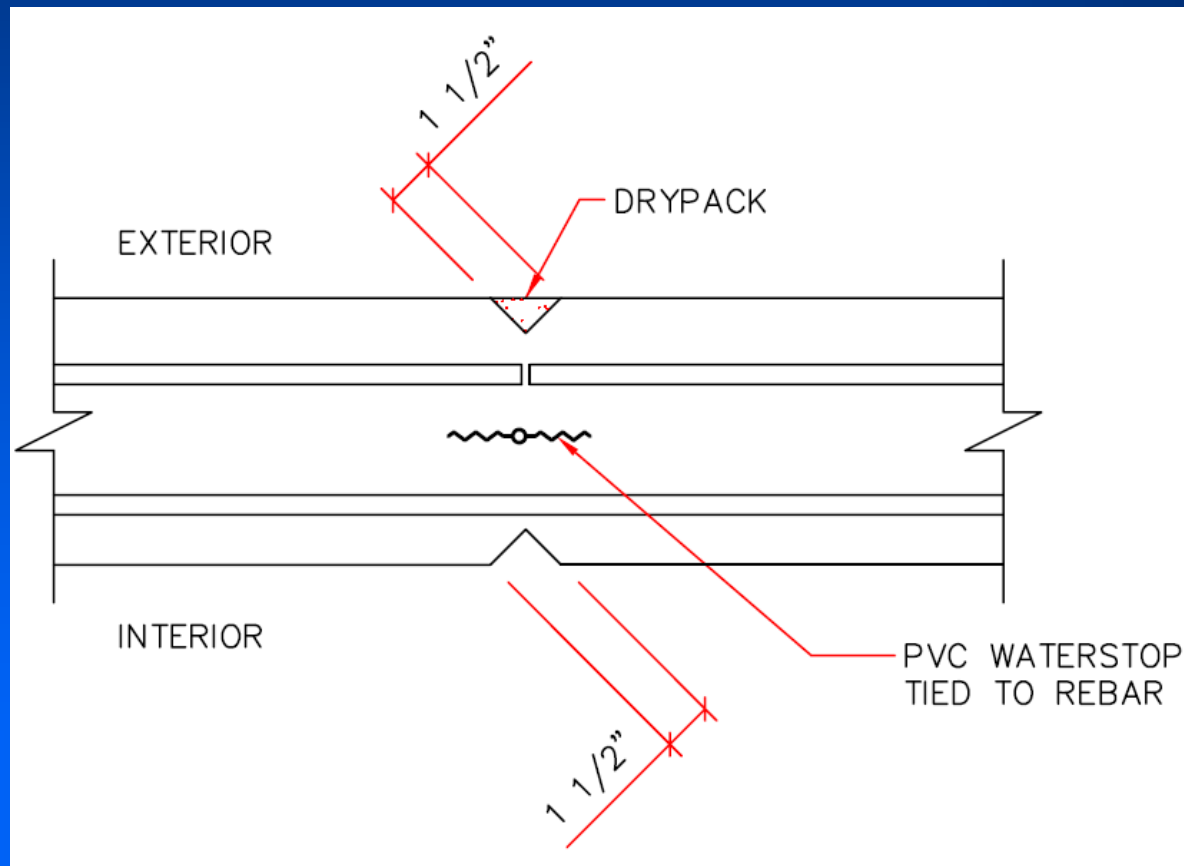 1 1/2"
DRYPACK
EXTERIOR
INTERIOR
PVC WATERSTOP
TIED TO REBAR
1 1/2"